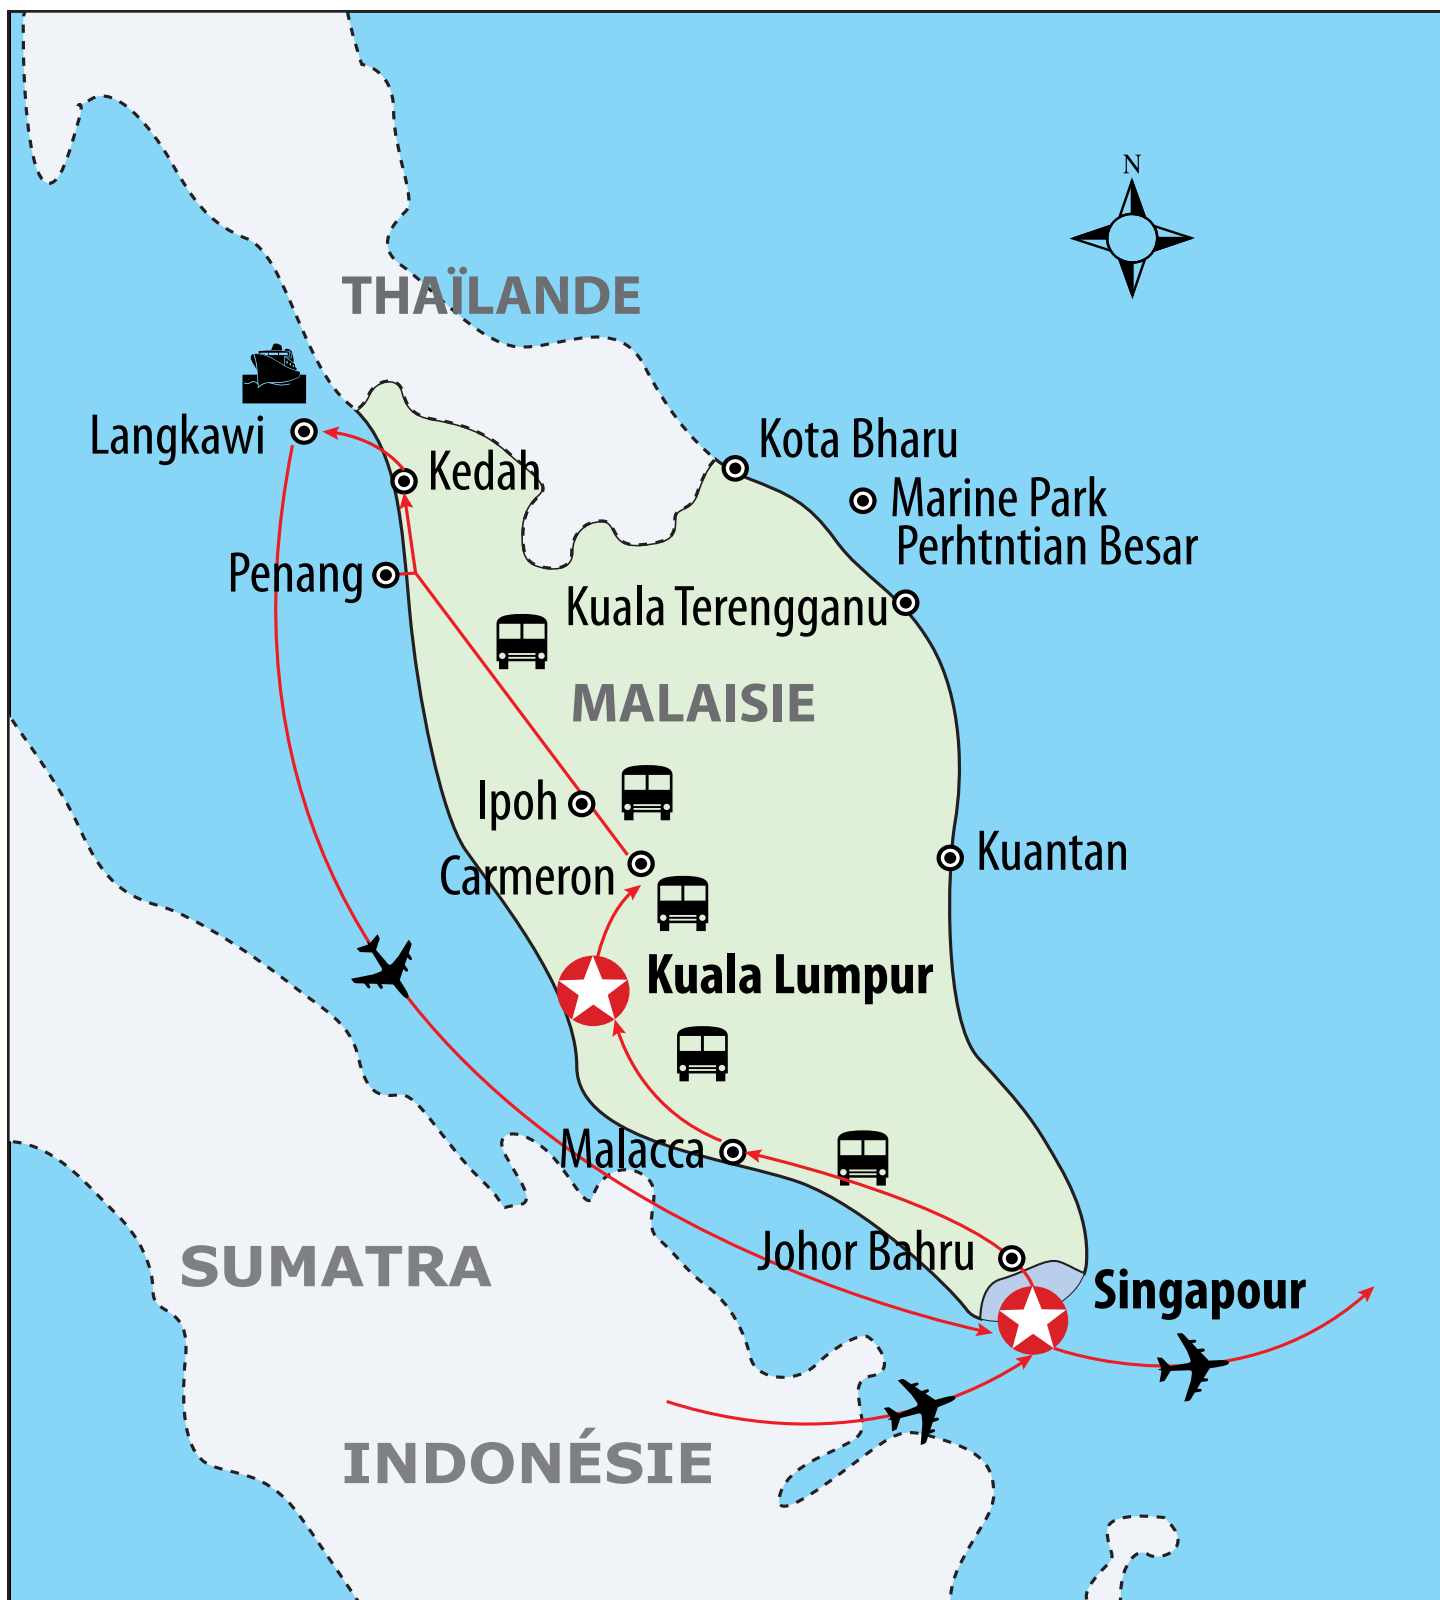 N
THAÏLANDE
Langkawi
Kota Bharu
Kedah
Marine Park
Perhtntian Besar
Penang
Kuala Terengganu
MALAISIE
Ipoh
Kuantan
Carmeron
Kuala Lumpur
Malacca
Johor Bahru
SUMATRA
Singapour
INDONÉSIE